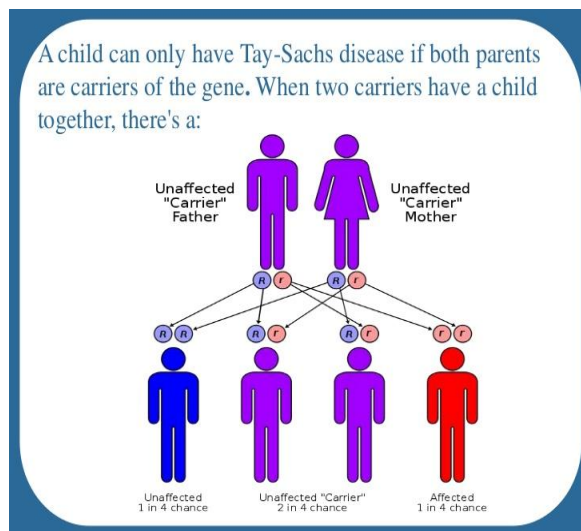 A child can only have Tay-Sachs disease if both parents
are carriers of the gene. When two carriers have a child
together, there's a:
Unaffected
"Carrier"
Father
Unaffected
"Carrier"
Mother
R r R r
R R R r R r r r
Unaffected
1 in 4 chance
Unaffected "Carrier"
2 in 4 chance
Affected
1 in 4 chance